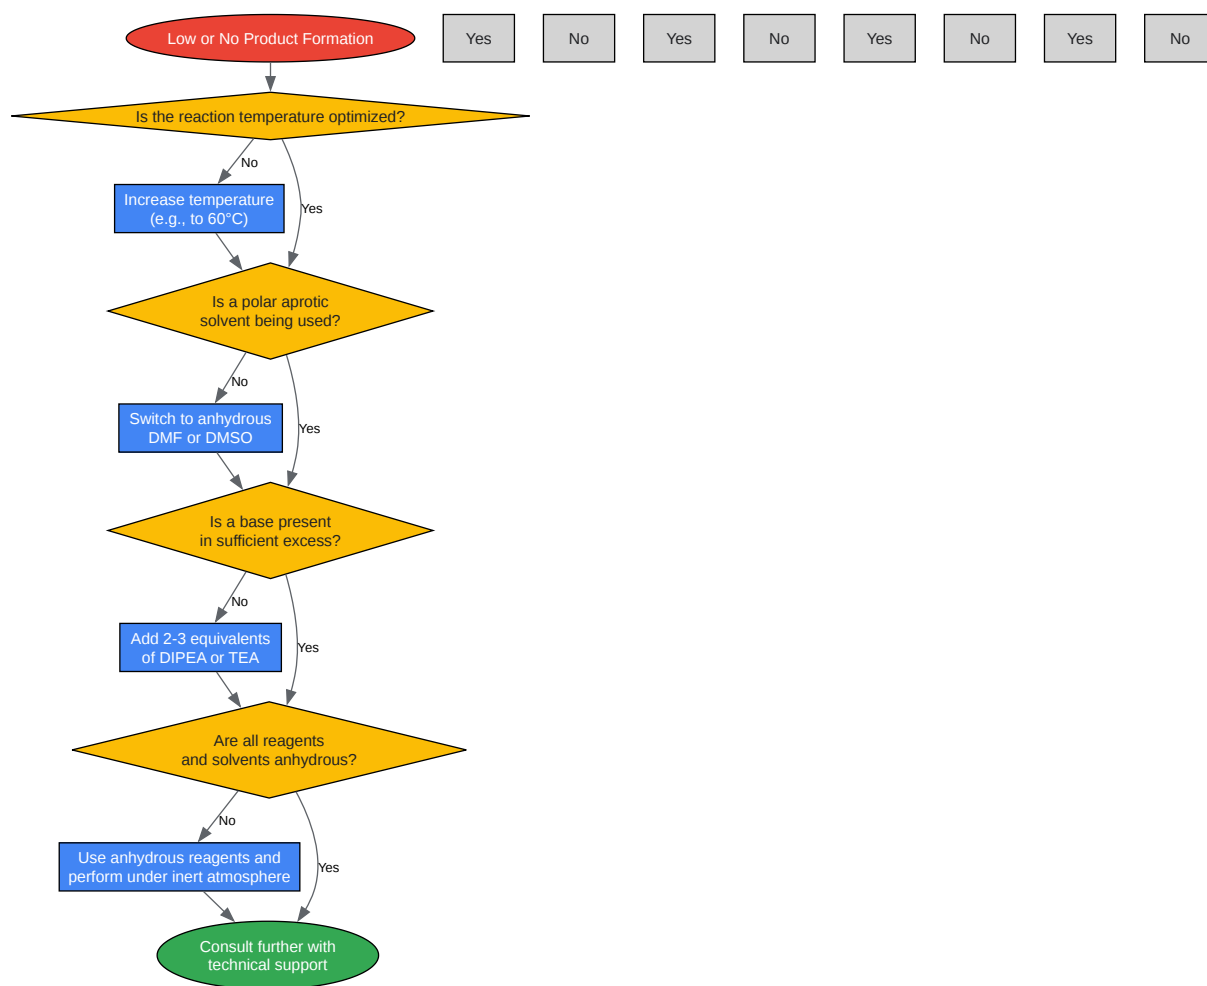 Low or No Product Formation
Yes
No
Yes
No
Yes
No
Yes
No
Is the reaction temperature optimized?
No
Increase temperature
(e.g., to 60°C)
Yes
Is a polar aprotic
solvent being used?
No
Switch to anhydrous
DMF or DMSO
Yes
Is a base present
in sufficient excess?
No
Add 2-3 equivalents
of DIPEA or TEA
Yes
Are all reagents
and solvents anhydrous?
No
Use anhydrous reagents and
perform under inert atmosphere
Yes
Consult further with
technical support